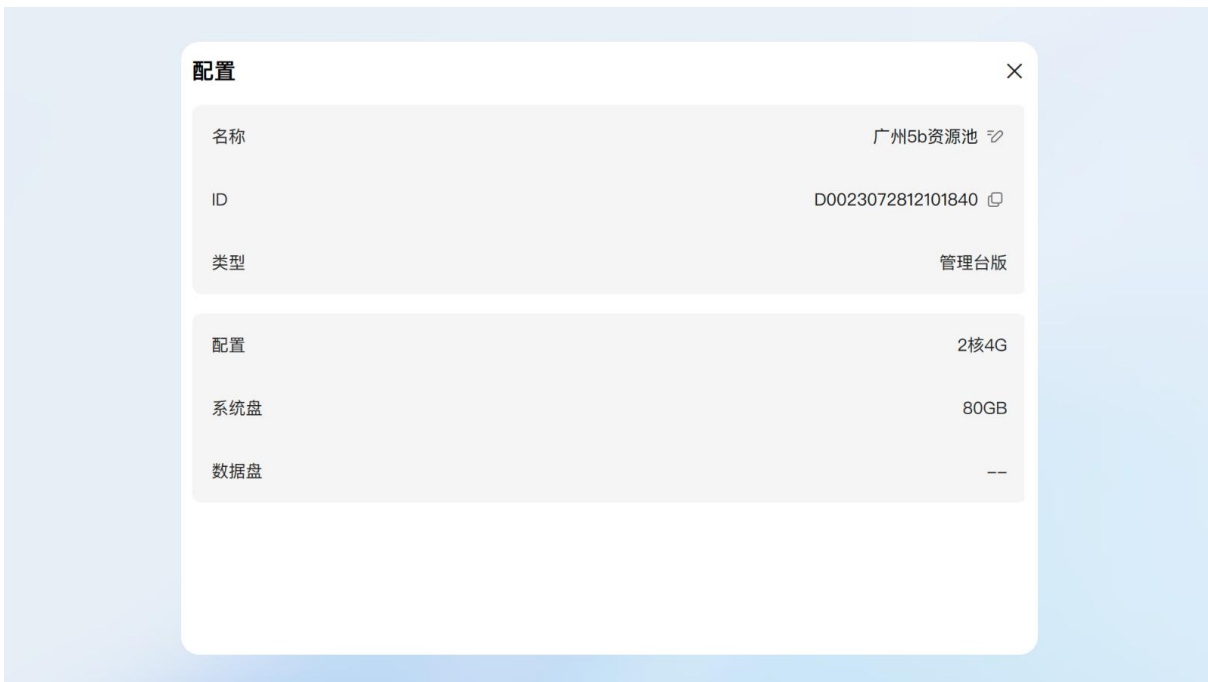 配置
名称 广州5b资源池
ID D0023072812101840
类型 管理台版
配置 2核4G
系统盘 80GB
数据盘 --